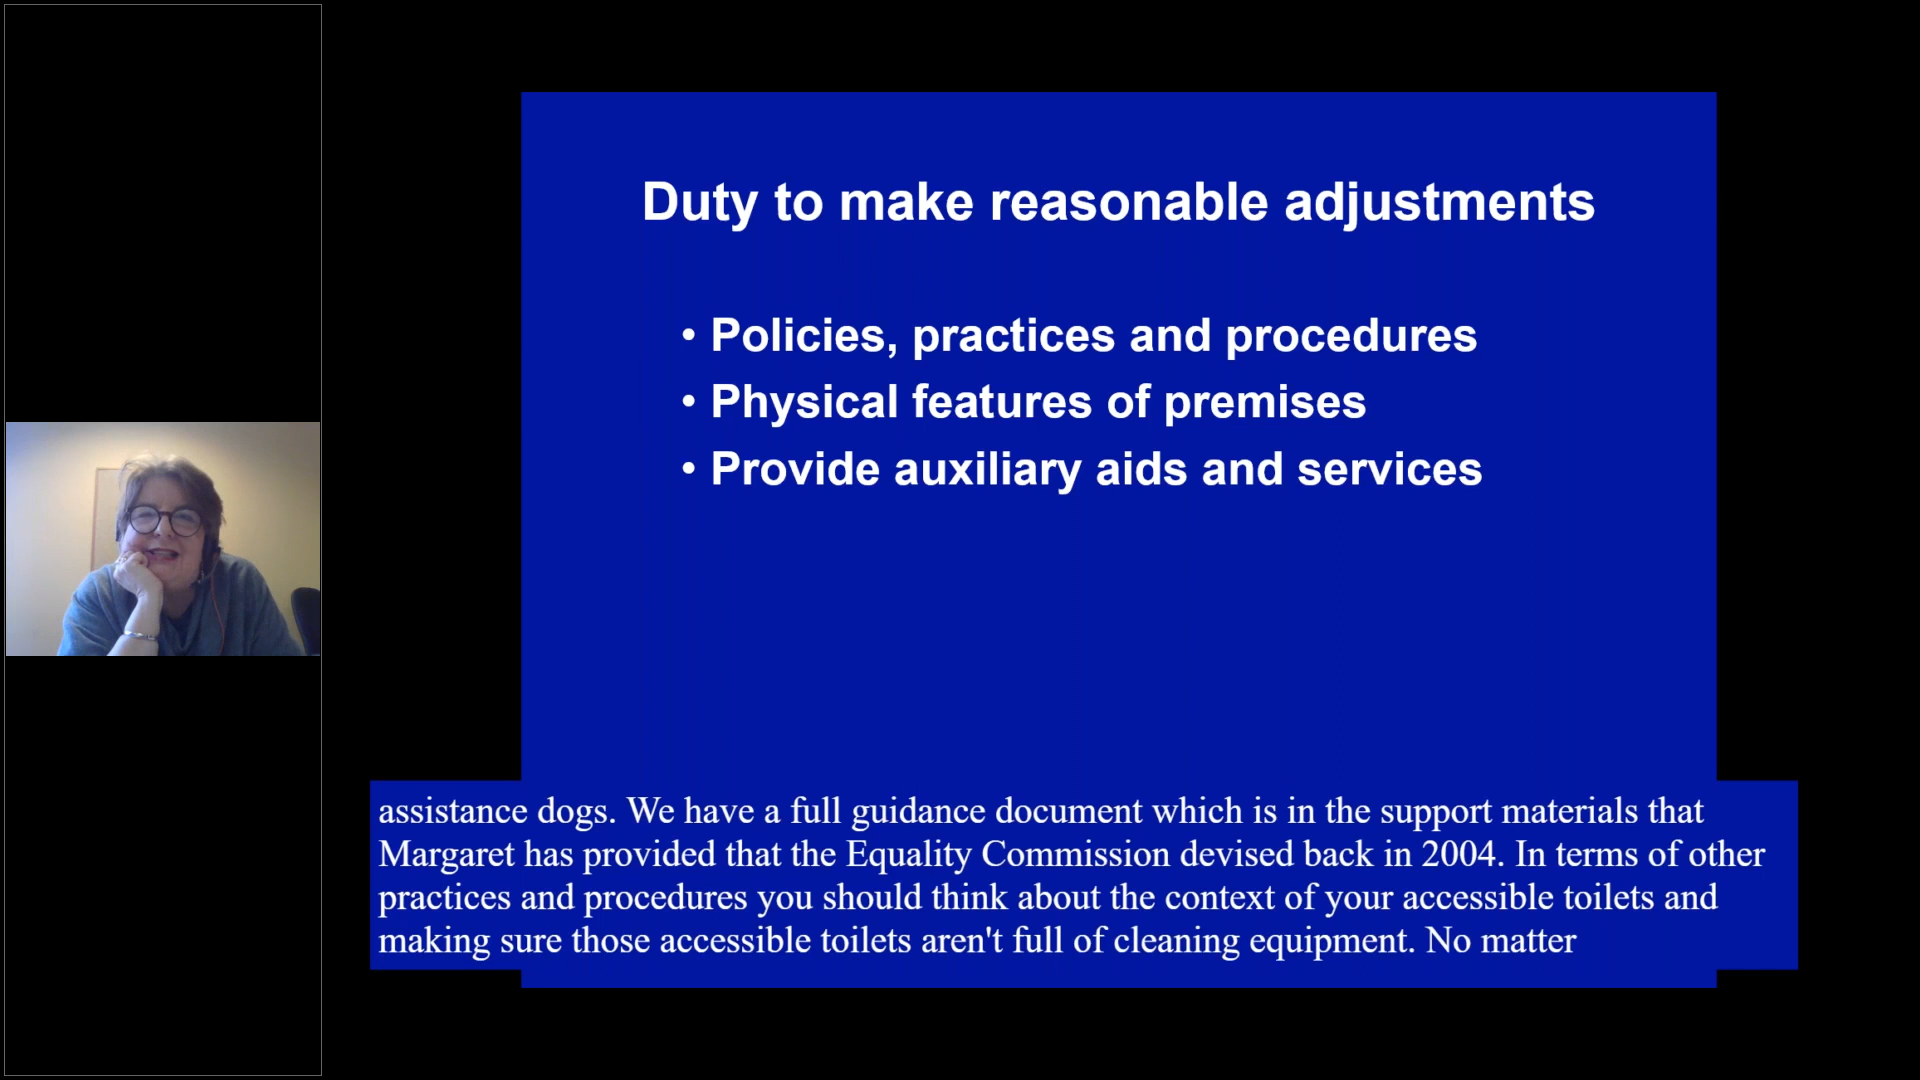 Duty to make reasonable adjustments
• Policies, practices and procedures
• Physical features of premises
• Provide auxiliary aids and services
assistance dogs. We have a full guidance document which is in the support materials that
Margaret has provided that the Equality Commission devised back in 2004. In terms of other
practices and procedures you should think about the context of your accessible toilets and
making sure those accessible toilets aren't full of cleaning equipment. No matter